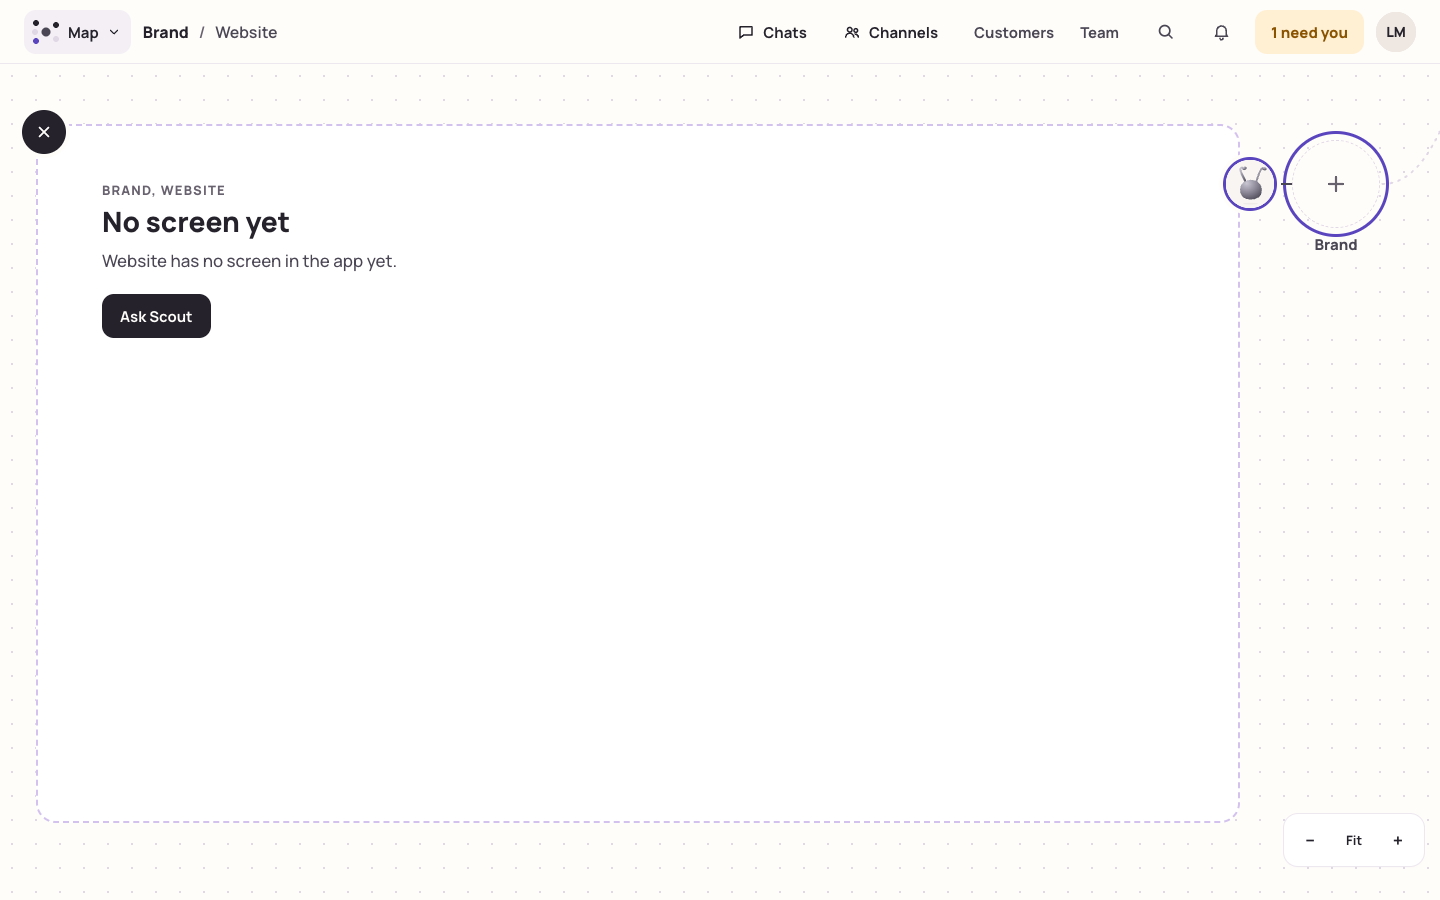 Map
Brand / Website
Chats
Channels
Customers
Team
1 need you
LM
BRAND, WEBSITE
No screen yet
Website has no screen in the app yet.
Ask Scout
Brand
− Fit +